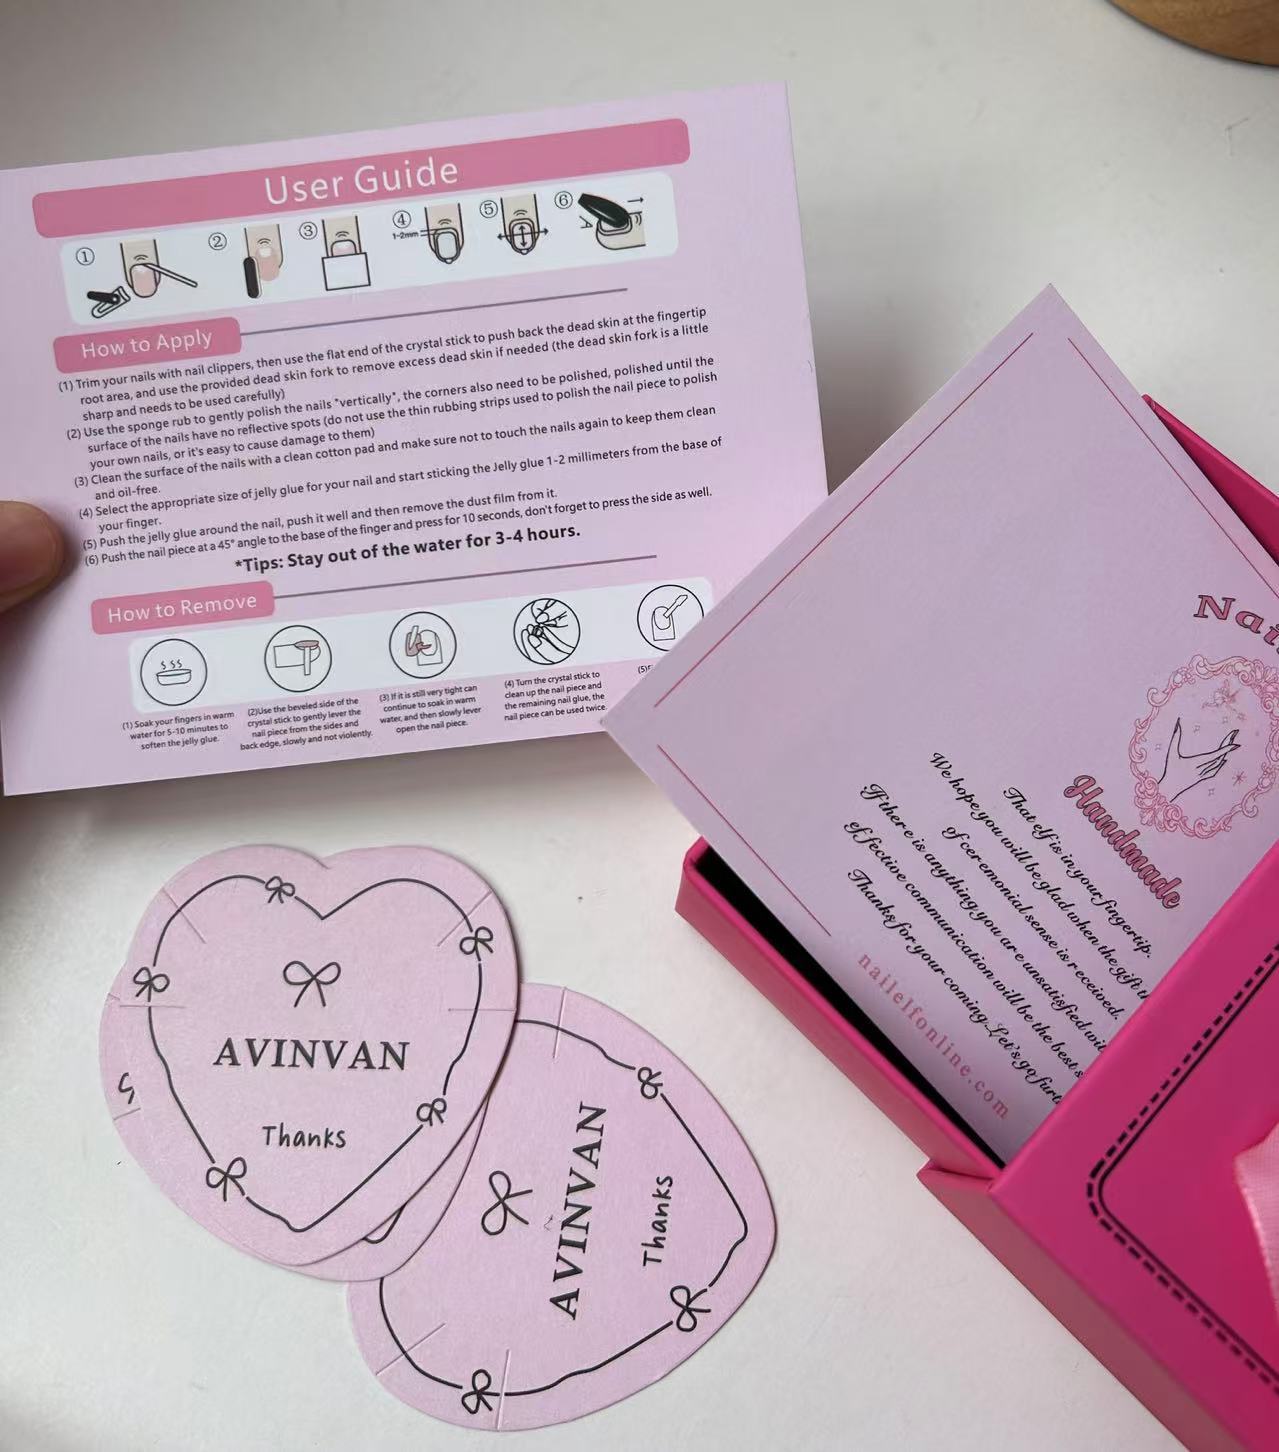 User Guide
① ② ③ ④ ⑤ ⑥
1-2mm
How to Apply
(1) Trim your nails with nail clippers, then use the flat end of the crystal stick to push back the dead skin at the fingertip
root area, and use the provided dead skin fork to remove excess dead skin if needed (the dead skin fork is a little
sharp and needs to be used carefully)
(2) Use the sponge rub to gently polish the nails "vertically", the corners also need to be polished, polished until the
surface of the nails have no reflective spots (do not use the thin rubbing strips used to polish the nail piece to polish
your own nails, or it's easy to cause damage to them)
(3) Clean the surface of the nails with a clean cotton pad and make sure not to touch the nails again to keep them clean
and oil-free.
(4) Select the appropriate size of jelly glue for your nail and start sticking the Jelly glue 1-2 millimeters from the base of
your finger.
(5) Push the jelly glue around the nail, push it well and then remove the dust film from it.
(6) Push the nail piece at a 45° angle to the base of the finger and press for 10 seconds, don't forget to press the side as well.
*Tips: Stay out of the water for 3-4 hours.
How to Remove
(1) Soak your fingers in warm
water for 5-10 minutes to
soften the jelly glue.
(2)Use the beveled side of the
crystal stick to gently lever the
nail piece from the sides and
back edge, slowly and not violently.
(3) If it is still very tight can
continue to soak in warm
water, and then slowly lever
open the nail piece.
(4) Turn the crystal stick to
clean up the nail piece and
the remaining nail glue, the
nail piece can be used twice.
(5)
Handmade
That elf is in your fingertip.
We hope you will be glad when the gift
of ceremonial sense is received.
If there is anything you are unsatisfied
effective communication will be the best
Thanks for your coming. Let's go
nailelfonline.com
AVINVAN
Thanks
5
AVINVAN
Thanks